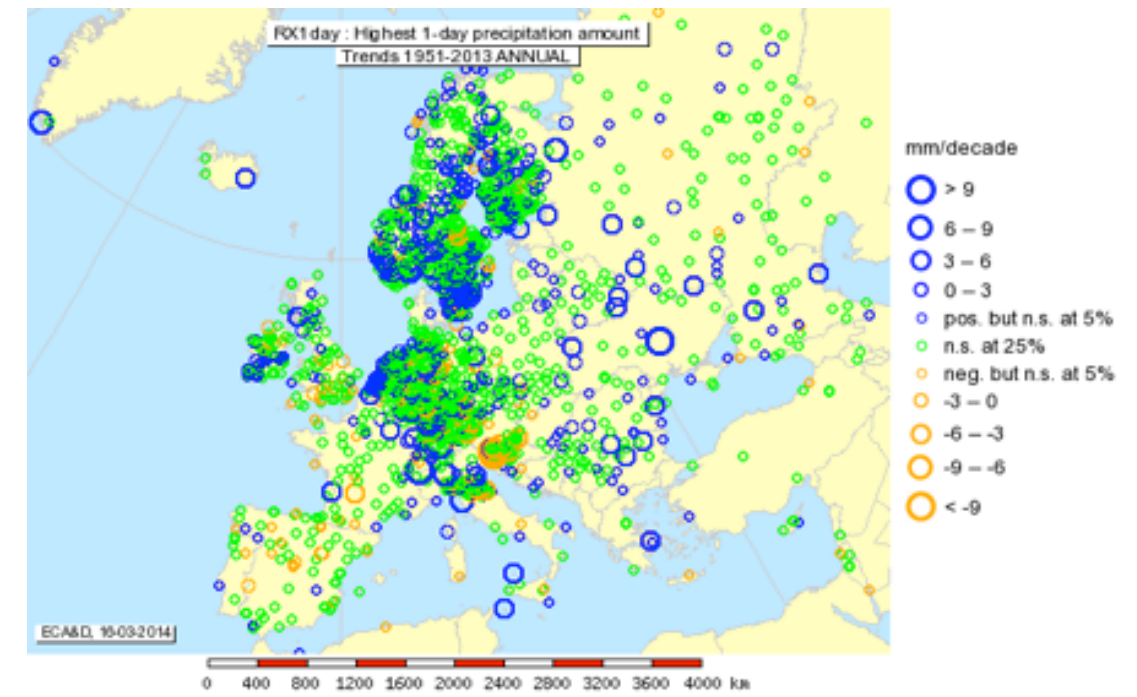 RX1day : Highest 1-day precipitation amount
Trends 1951-2013 ANNUAL
mm/decade
> 9
6 – 9
3 – 6
0 – 3
pos. but n.s. at 5%
n.s. at 25%
neg. but n.s. at 5%
-3 – 0
-6 – -3
-9 – -6
< -9
ECA&D, 16-03-2014
0 400 800 1200 1600 2000 2400 2800 3200 3600 4000 km